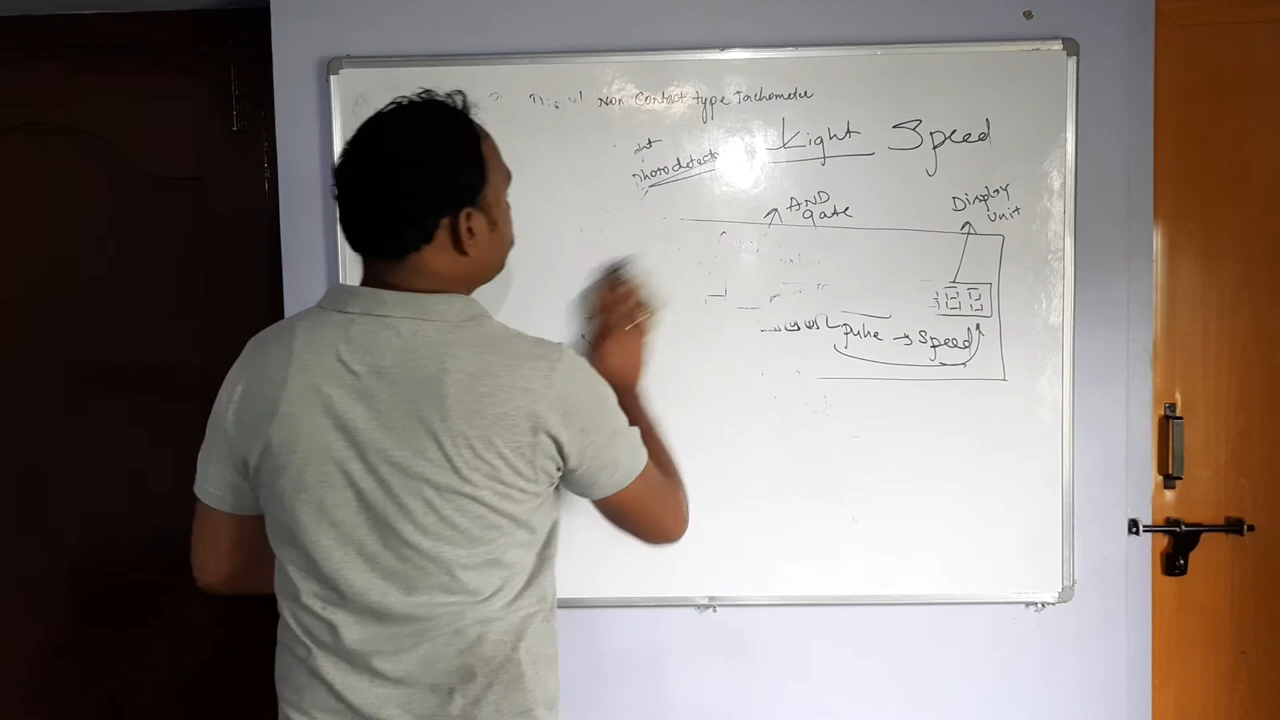 Non Contact type Tachometer
Light Speed
photodetector
AND
gate
Display
unit
pulse → speed